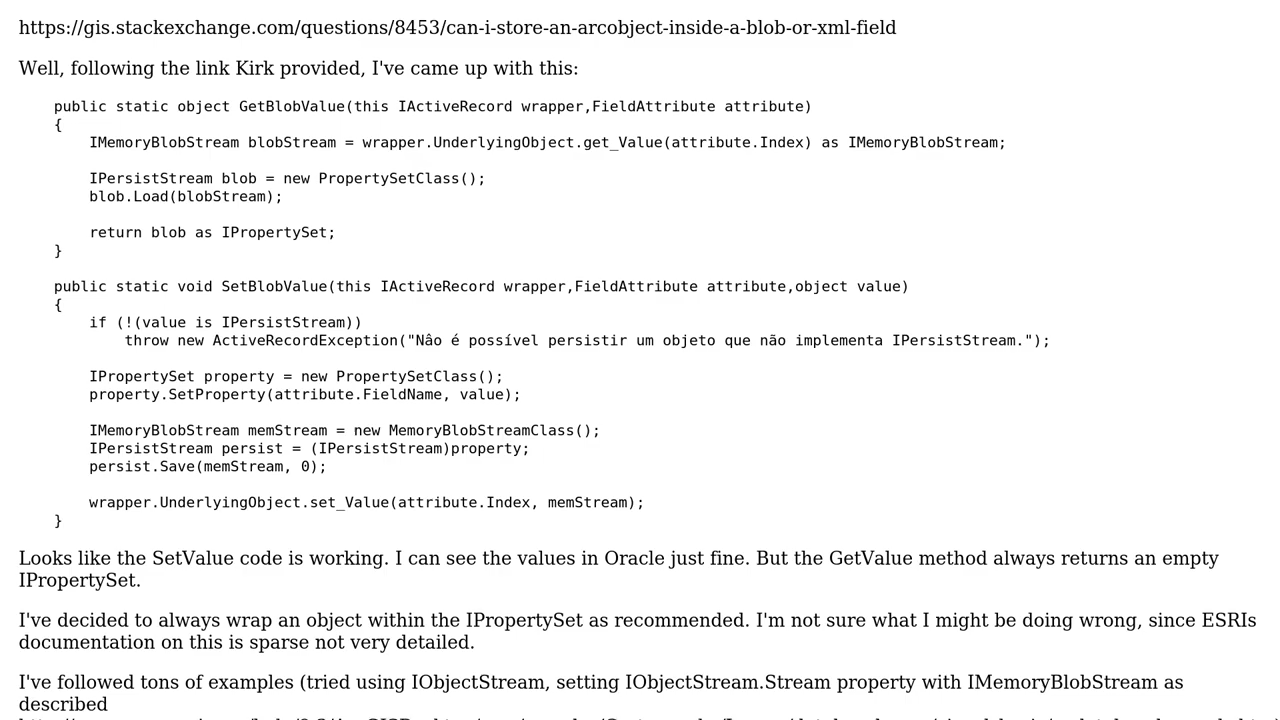 https://gis.stackexchange.com/questions/8453/can-i-store-an-arcobject-inside-a-blob-or-xml-field
Well, following the link Kirk provided, I've came up with this:
public static object GetBlobValue(this IActiveRecord wrapper,FieldAttribute attribute)
{
IMemoryBlobStream blobStream = wrapper.UnderlyingObject.get_Value(attribute.Index) as IMemoryBlobStream;
IPersistStream blob = new PropertySetClass();
blob.Load(blobStream);
return blob as IPropertySet;
}
public static void SetBlobValue(this IActiveRecord wrapper,FieldAttribute attribute,object value)
{
if (!(value is IPersistStream))
throw new ActiveRecordException("Nâo é possível persistir um objeto que não implementa IPersistStream.");
IPropertySet property = new PropertySetClass();
property.SetProperty(attribute.FieldName, value);
IMemoryBlobStream memStream = new MemoryBlobStreamClass();
IPersistStream persist = (IPersistStream)property;
persist.Save(memStream, 0);
wrapper.UnderlyingObject.set_Value(attribute.Index, memStream);
}
Looks like the SetValue code is working. I can see the values in Oracle just fine. But the GetValue method always returns an empty
IPropertySet.
I've decided to always wrap an object within the IPropertySet as recommended. I'm not sure what I might be doing wrong, since ESRIs
documentation on this is sparse not very detailed.
I've followed tons of examples (tried using IObjectStream, setting IObjectStream.Stream property with IMemoryBlobStream as
described